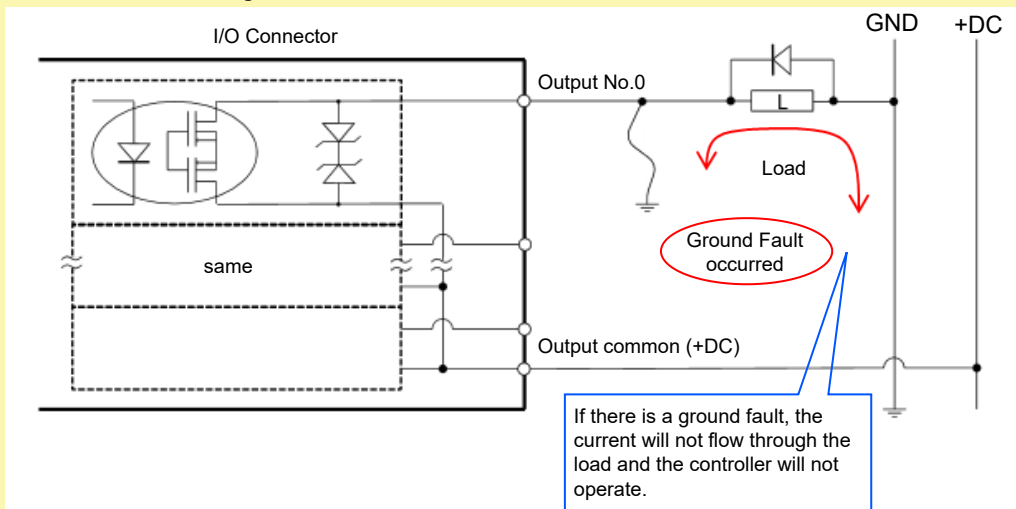 GND
+DC
I/O Connector
Output No.0
L
Load
Ground Fault
occurred
same
Output common (+DC)
If there is a ground fault, the
current will not flow through the
load and the controller will not
operate.